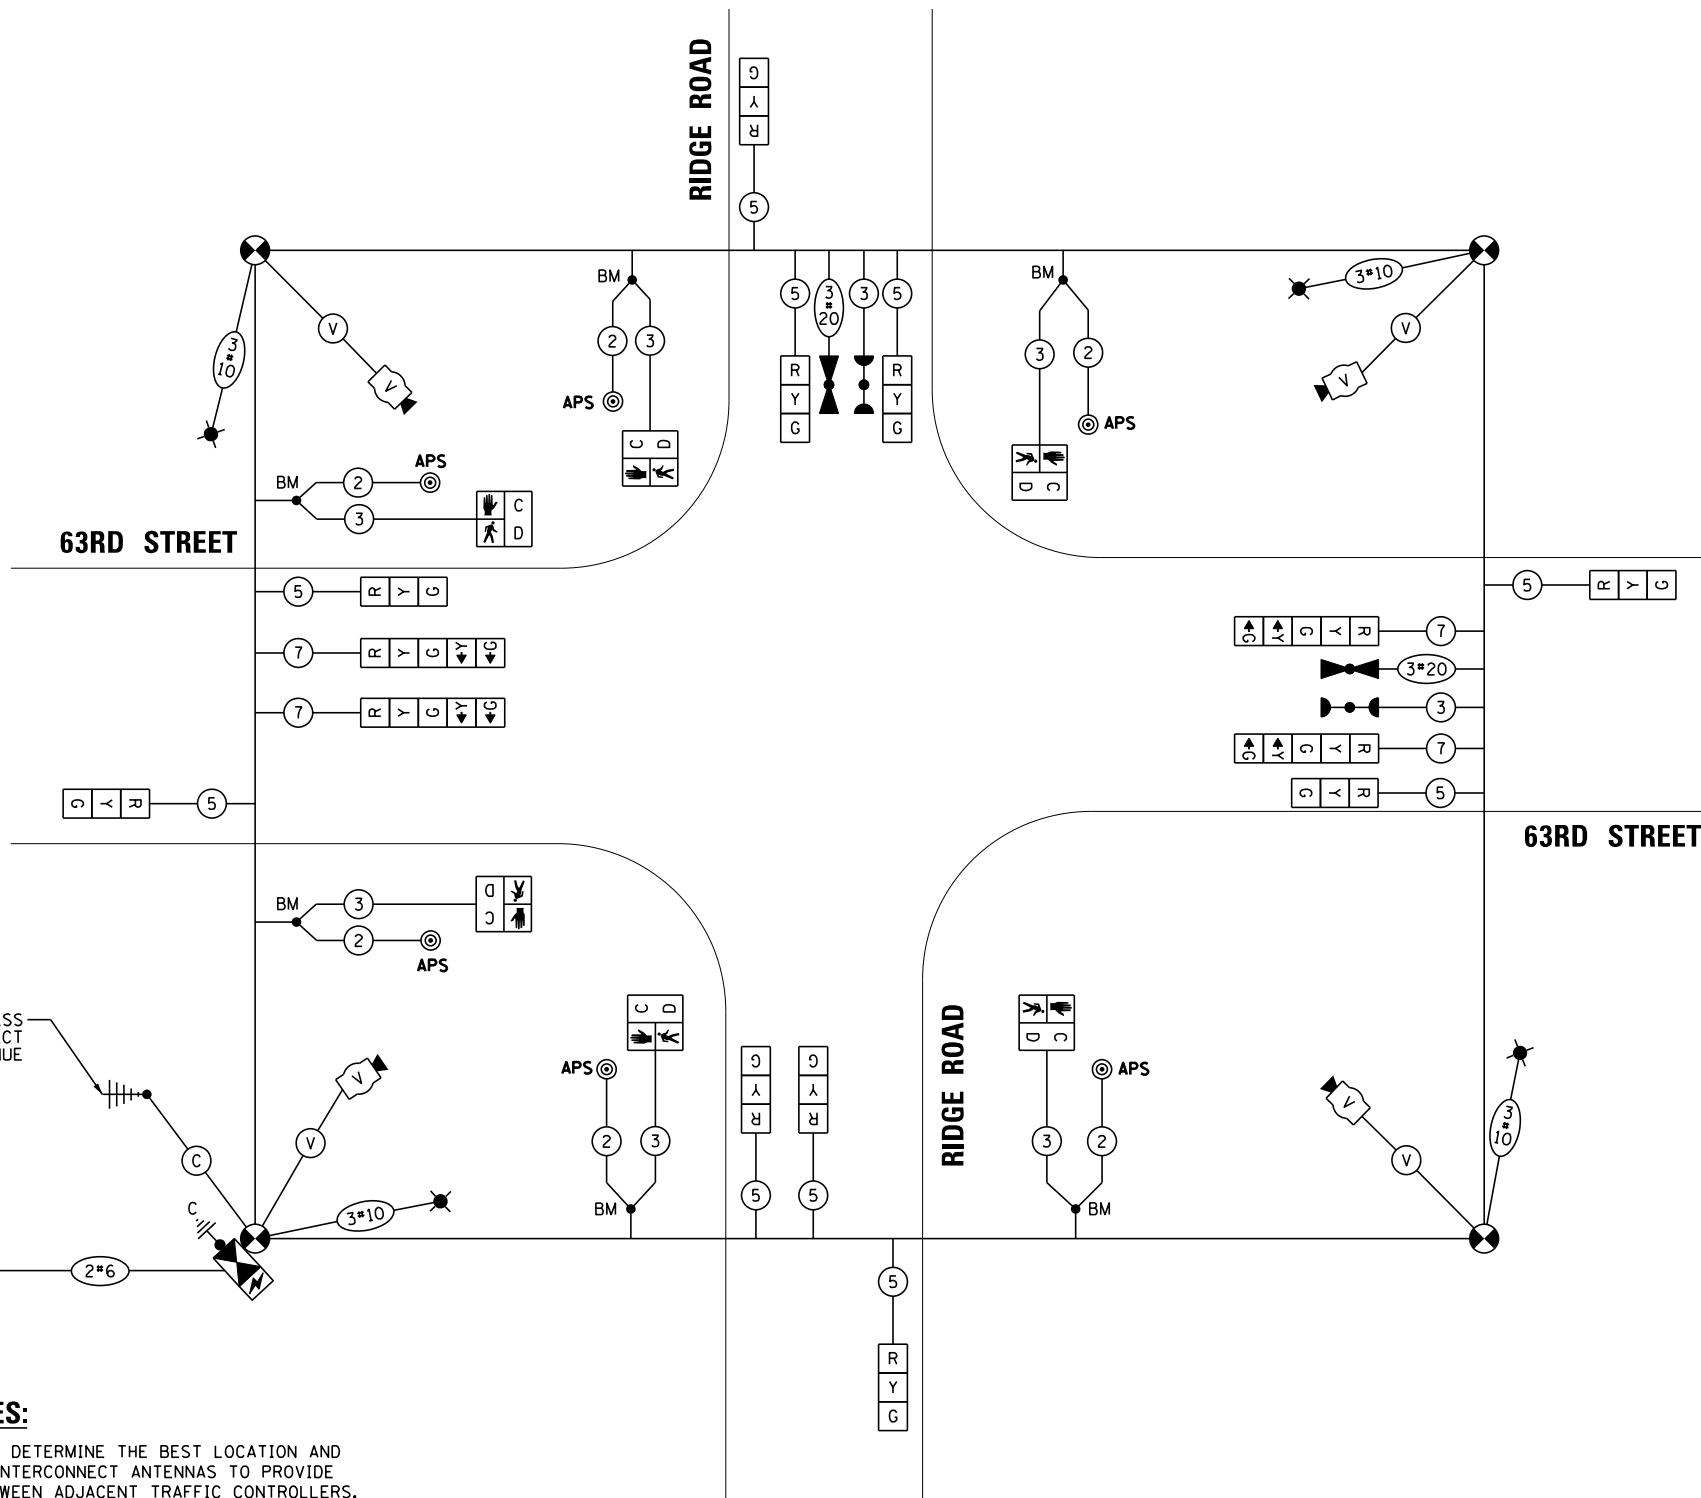 RIDGE ROAD
G
Y
R
5
BM
BM
3#10
5
3
#
20
3
5
V
V
3
#
10
2
3
3
2
R
Y
G
R
Y
G
V
V
APS
APS
C D
APS
BM
2
3
C
D
D C
63RD STREET
5
R Y G
5
R Y G
7
R Y G Y G
G Y G Y R
7
3#20
3
7
R Y G Y G
G Y G Y R
7
G Y R
5
G Y R
5
63RD STREET
BM
3
D
C
2
APS
C D
D C
RIDGE ROAD
V
APS
APS
G
Y
R
G
Y
R
V
3
#
10
C
V
2
3
3
2
V
C
3#10
BM
5
5
BM
2#6
5
R
Y
G
DETERMINE THE BEST LOCATION AND
INTERCONNECT ANTENNAS TO PROVIDE
ADJACENT TRAFFIC CONTROLLERS.